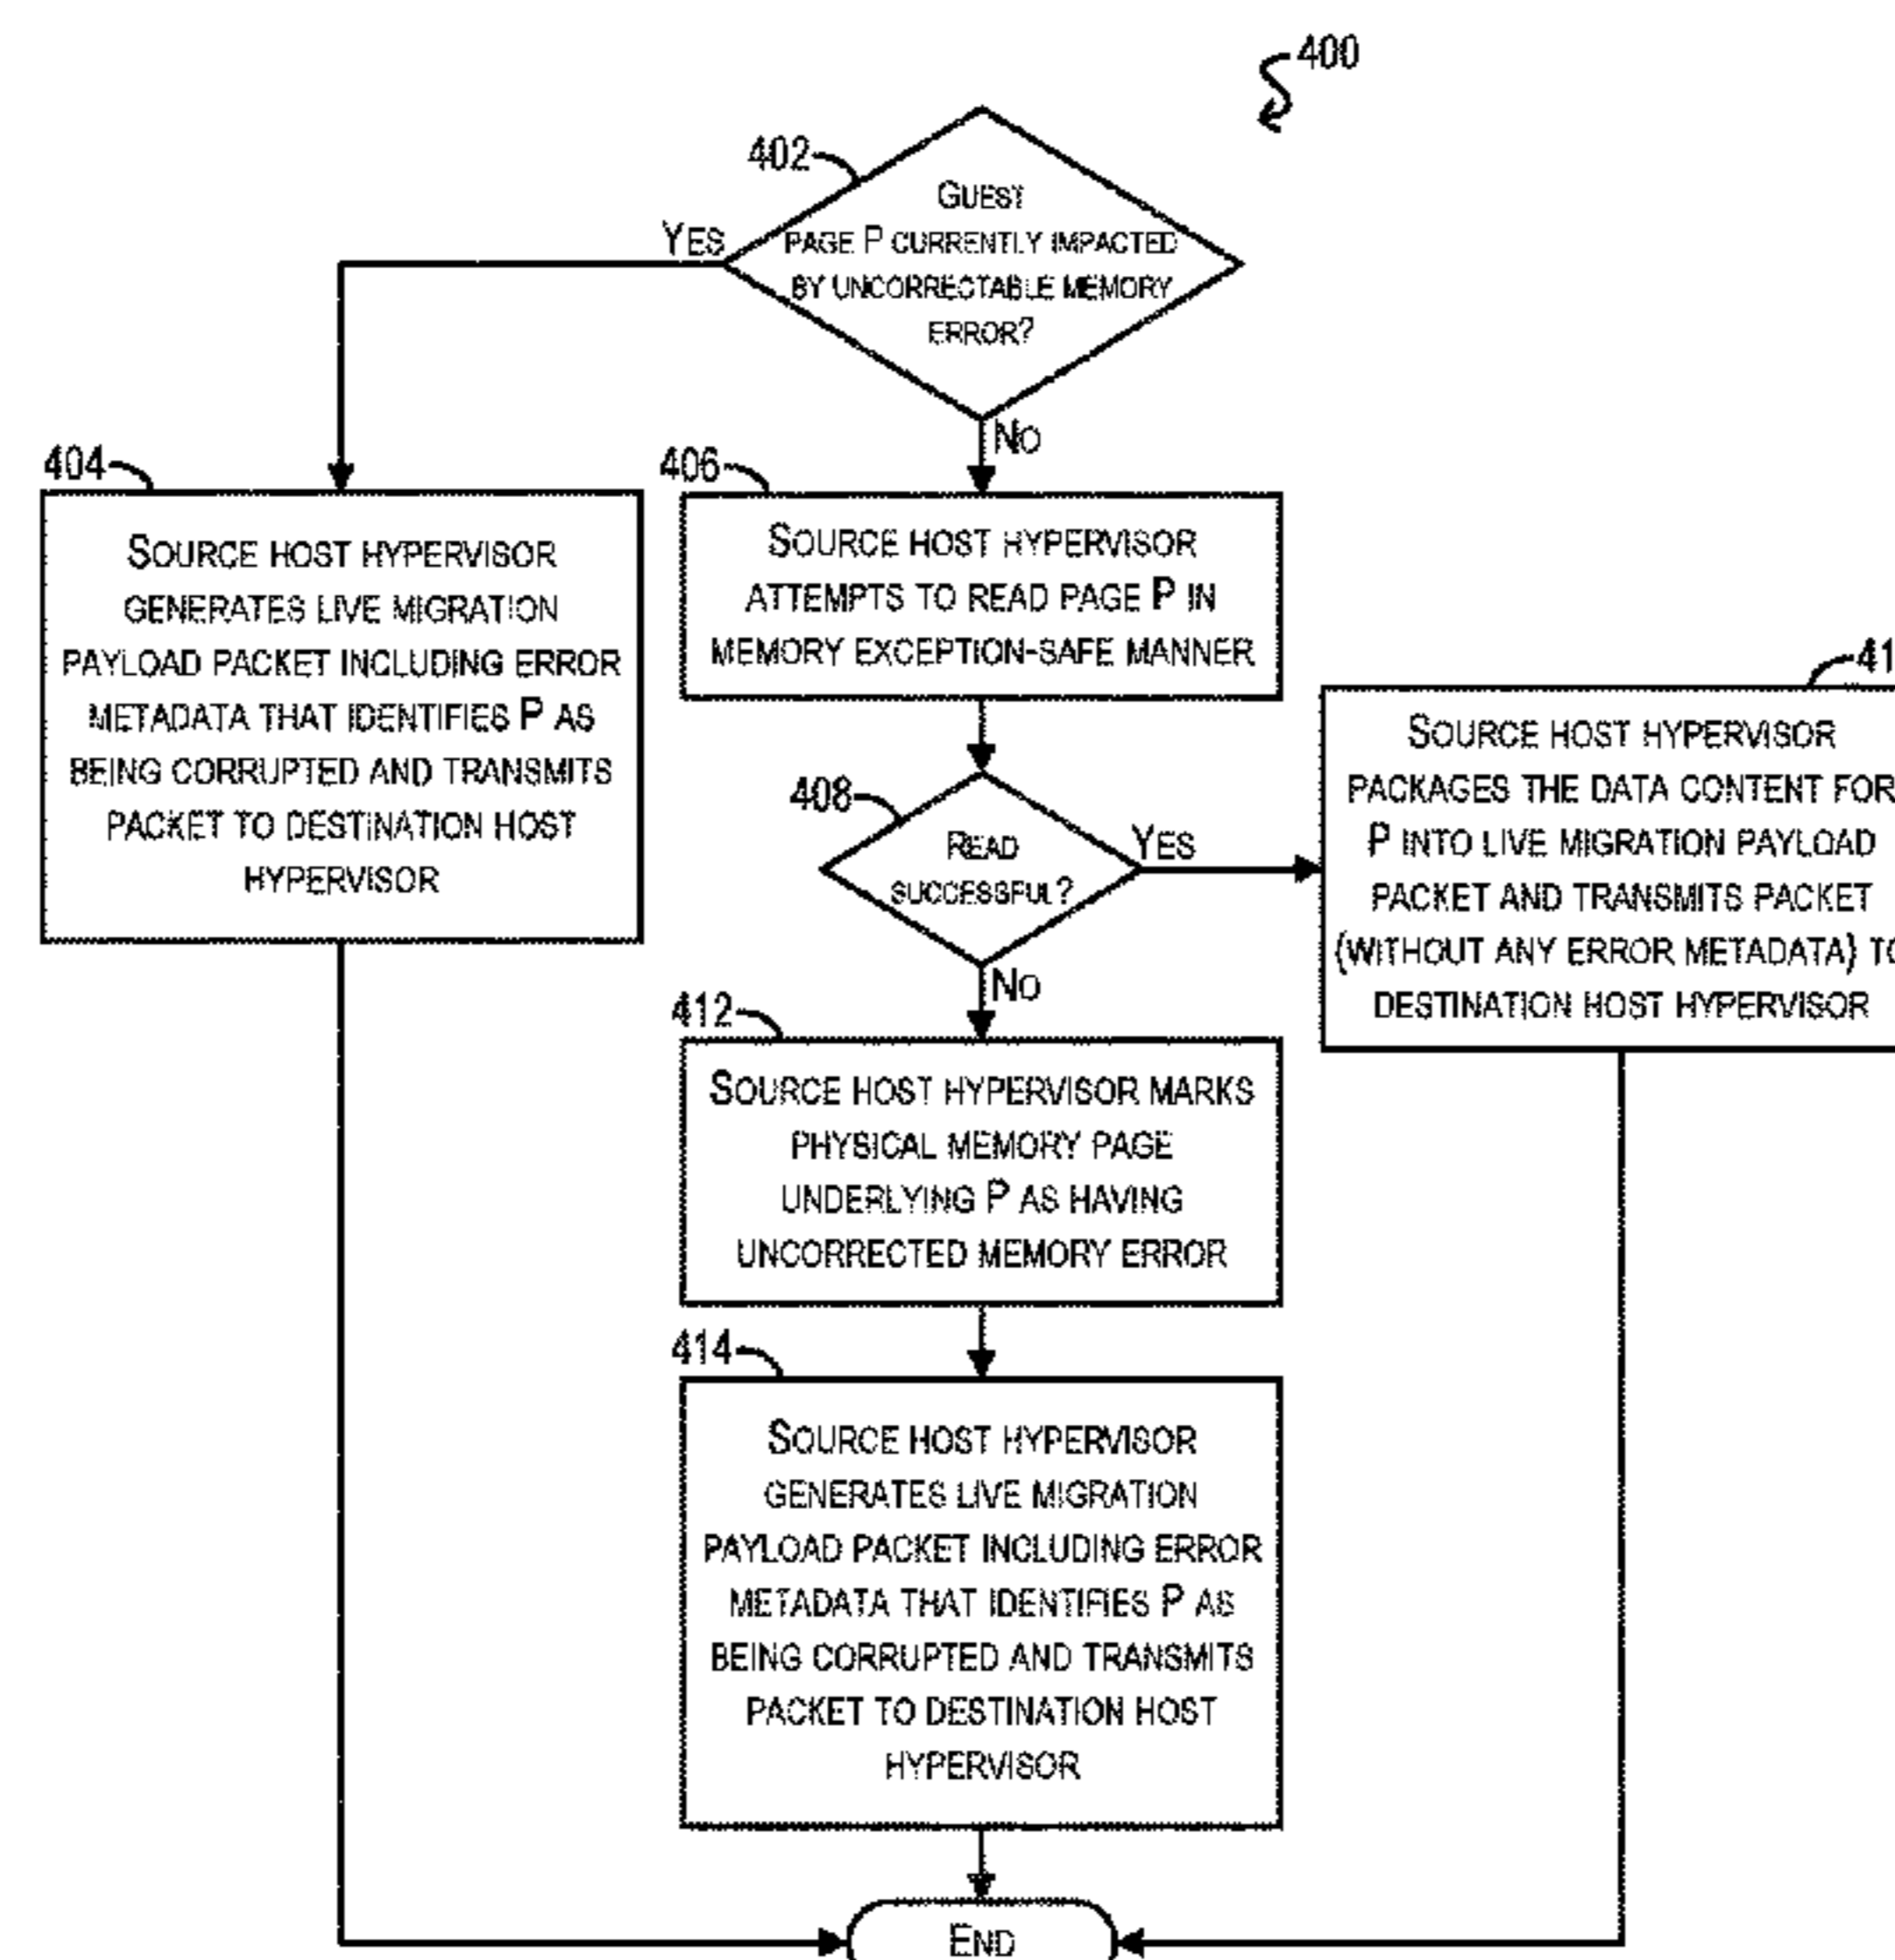 400
402
GUEST
PAGE P CURRENTLY IMPACTED
BY UNCORRECTABLE MEMORY
ERROR?
YES
NO
404
SOURCE HOST HYPERVISOR
GENERATES LIVE MIGRATION
PAYLOAD PACKET INCLUDING ERROR
METADATA THAT IDENTIFIES P AS
BEING CORRUPTED AND TRANSMITS
PACKET TO DESTINATION HOST
HYPERVISOR
406
SOURCE HOST HYPERVISOR
ATTEMPTS TO READ PAGE P IN
MEMORY EXCEPTION-SAFE MANNER
408
READ
SUCCESSFUL?
YES
NO
41
SOURCE HOST HYPERVISOR
PACKAGES THE DATA CONTENT FOR
P INTO LIVE MIGRATION PAYLOAD
PACKET AND TRANSMITS PACKET
(WITHOUT ANY ERROR METADATA) TO
DESTINATION HOST HYPERVISOR
412
SOURCE HOST HYPERVISOR MARKS
PHYSICAL MEMORY PAGE
UNDERLYING P AS HAVING
UNCORRECTED MEMORY ERROR
414
SOURCE HOST HYPERVISOR
GENERATES LIVE MIGRATION
PAYLOAD PACKET INCLUDING ERROR
METADATA THAT IDENTIFIES P AS
BEING CORRUPTED AND TRANSMITS
PACKET TO DESTINATION HOST
HYPERVISOR
END